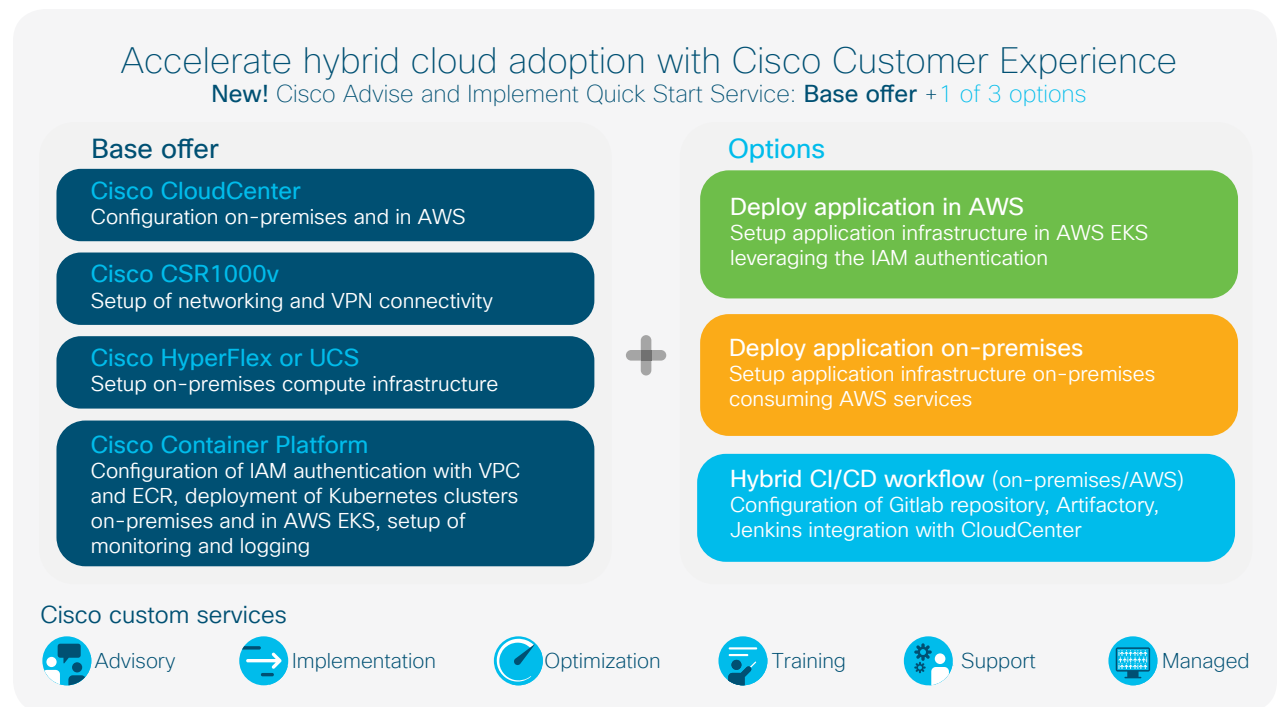 Accelerate hybrid cloud adoption with Cisco Customer Experience
New! Cisco Advise and Implement Quick Start Service: Base offer +1 of 3 options
Base offer
Cisco CloudCenter
Configuration on-premises and in AWS
Cisco CSR1000v
Setup of networking and VPN connectivity
Cisco HyperFlex or UCS
Setup on-premises compute infrastructure
Cisco Container Platform
Configuration of IAM authentication with VPC
and ECR, deployment of Kubernetes clusters
on-premises and in AWS EKS, setup of
monitoring and logging
Options
Deploy application in AWS
Setup application infrastructure in AWS EKS
leveraging the IAM authentication
Deploy application on-premises
Setup application infrastructure on-premises
consuming AWS services
Hybrid CI/CD workflow (on-premises/AWS)
Configuration of Gitlab repository, Artifactory,
Jenkins integration with CloudCenter
Cisco custom services
Advisory
Implementation
Optimization
Training
Support
Managed